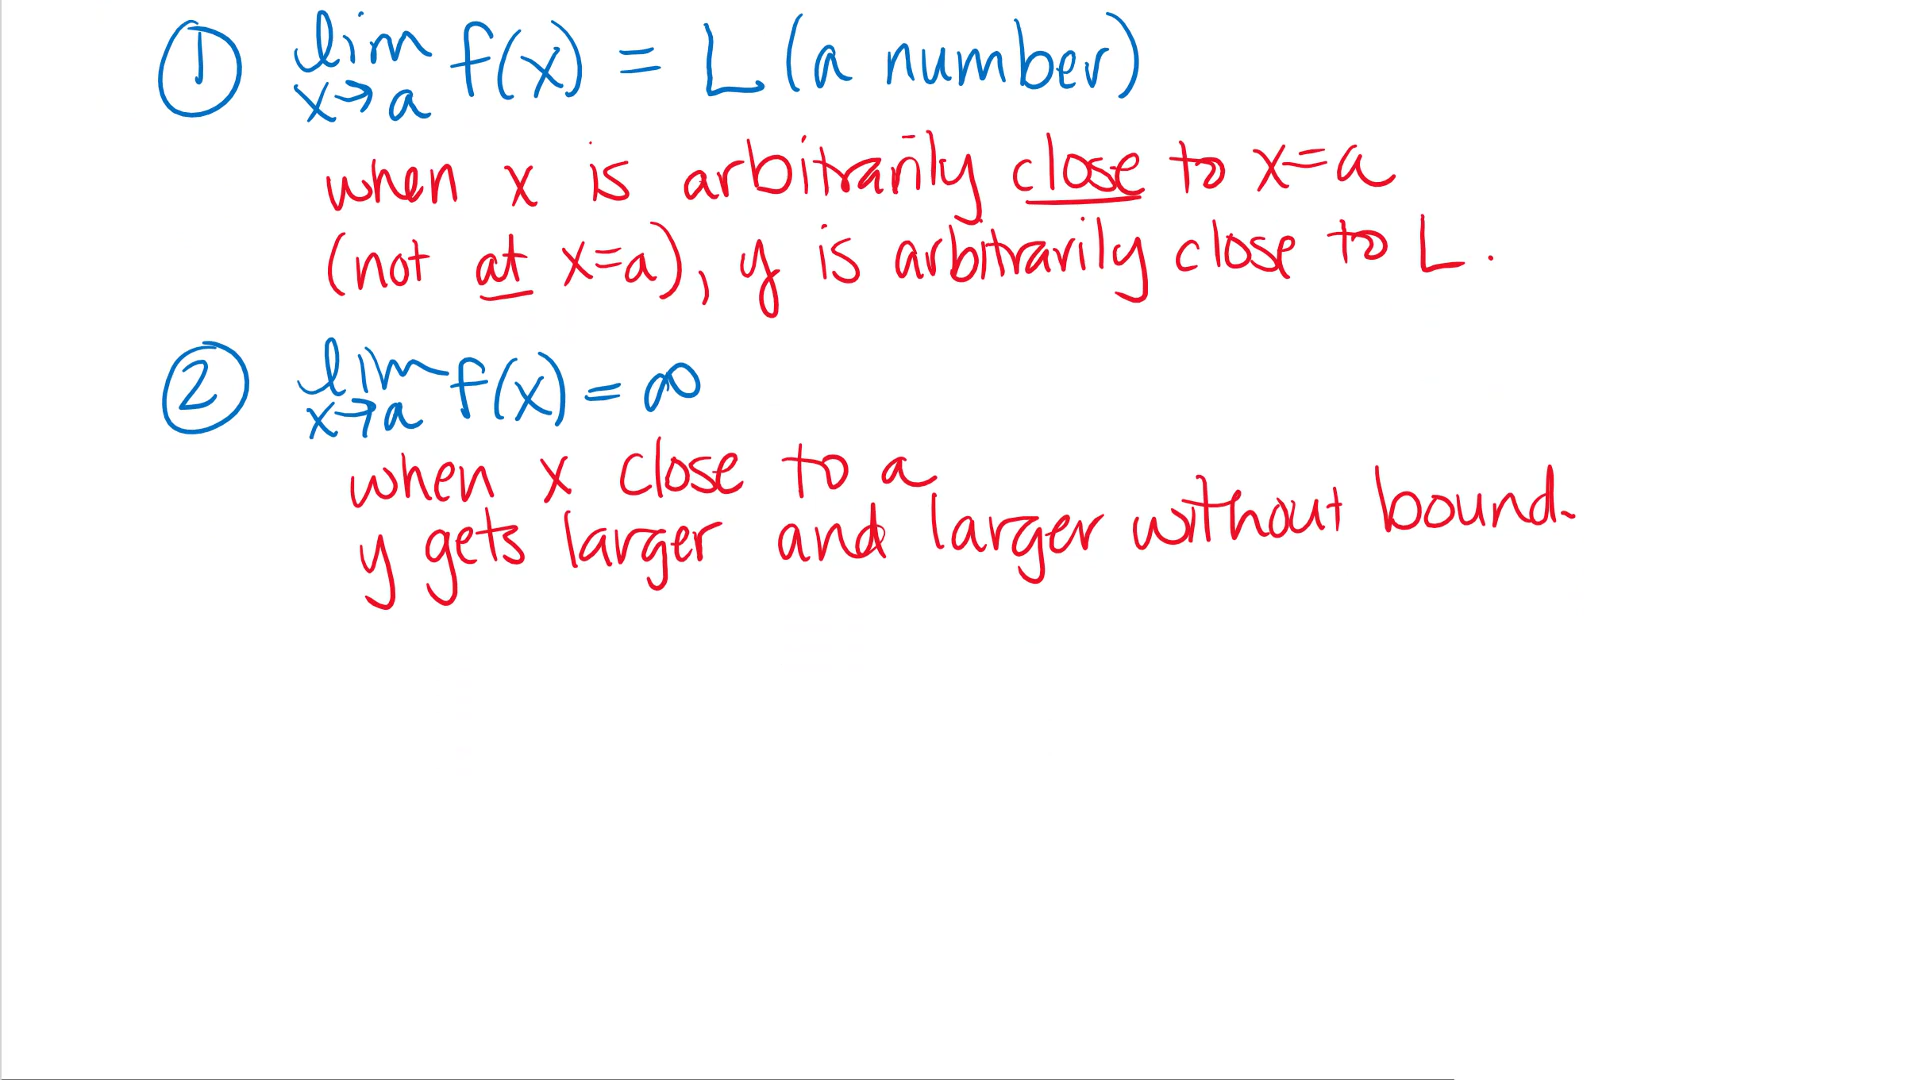 ① lim f(x) = L (a number)
x→a
when x is arbitrarily close to x=a
(not at x=a), y is arbitrarily close to L.
② lim f(x) = ∞
x→a
when x close to a
y gets larger and larger without bound.